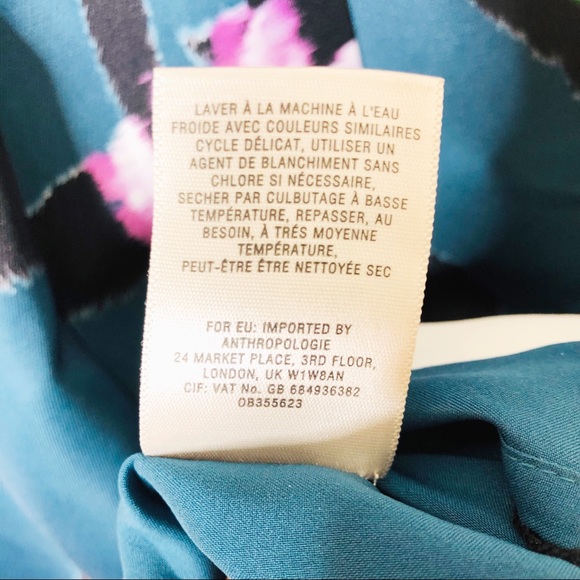 LAVER À LA MACHINE À L'EAU
FROIDE AVEC COULEURS SIMILAIRES
CYCLE DÉLICAT, UTILISER UN
AGENT DE BLANCHIMENT SANS
CHLORE SI NÉCESSAIRE,
SECHER PAR CULBUTAGE À BASSE
TEMPÉRATURE, REPASSER, AU
BESOIN, À TRÉS MOYENNE
TEMPÉRATURE,
PEUT-ÊTRE ÊTRE NETTOYÉE SEC
FOR EU: IMPORTED BY
ANTHROPOLOGIE
24 MARKET PLACE, 3RD FLOOR,
LONDON, UK W1W8AN
CIF: VAT No. GB 684936382
OB355623